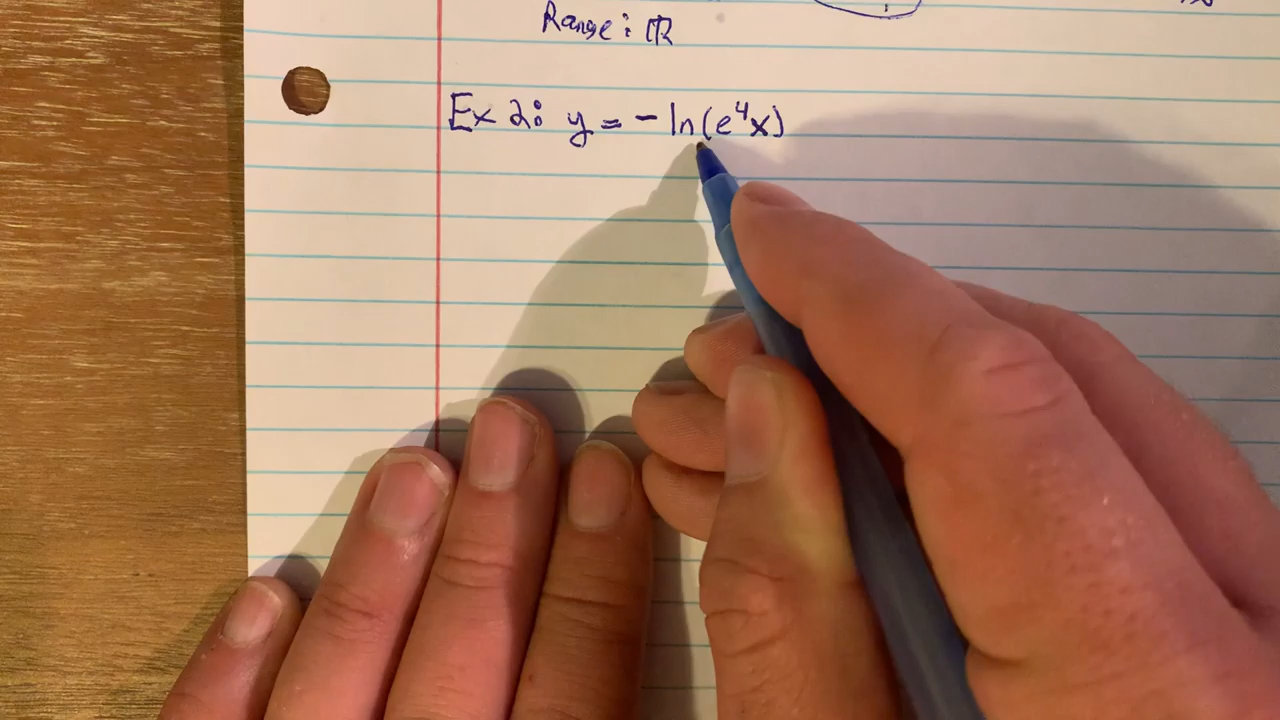 Range: ℝ
Ex 2: y = -ln(e⁴x)